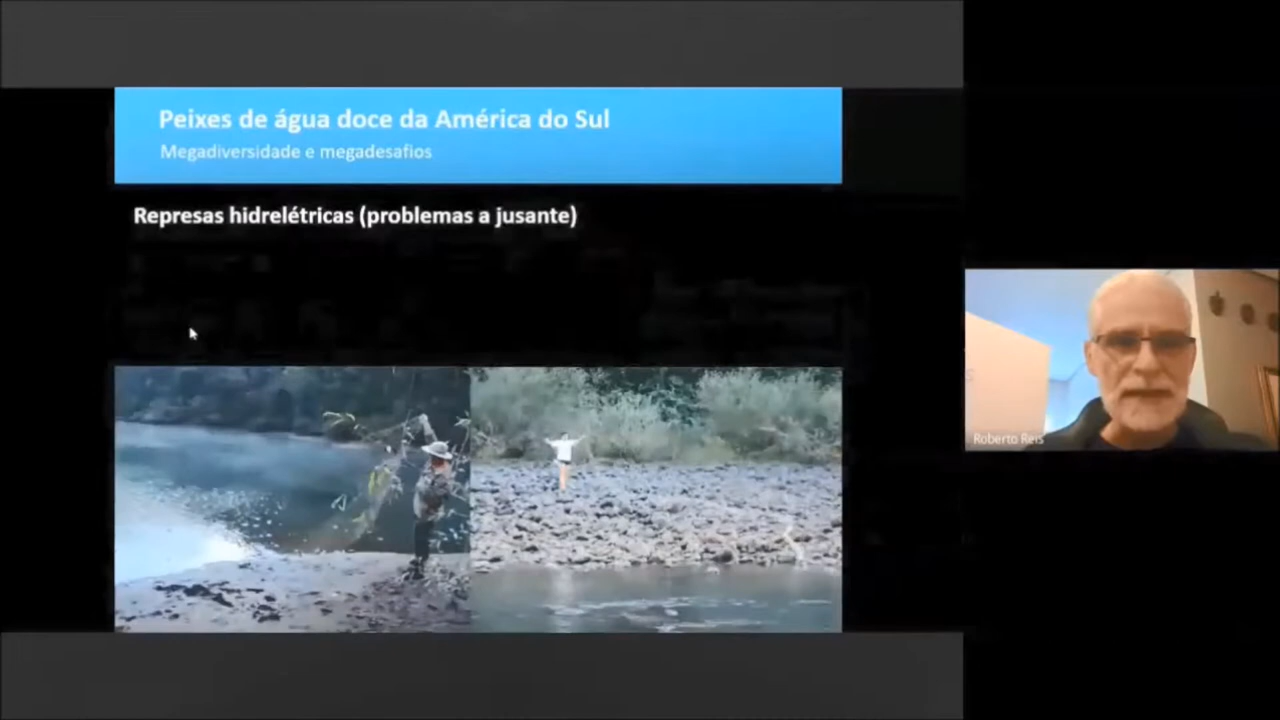 Peixes de água doce da América do Sul
Megadiversidade e megadesafios
Represas hidrelétricas (problemas a jusante)
Roberto Reis